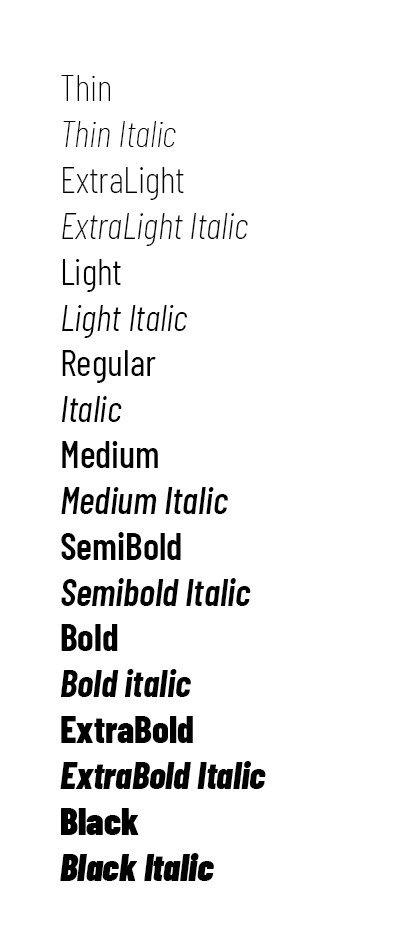 Thin
Thin Italic
ExtraLight
ExtraLight Italic
Light
Light Italic
Regular
Italic
Medium
Medium Italic
SemiBold
Semibold Italic
Bold
Bold italic
ExtraBold
ExtraBold Italic
Black
Black Italic